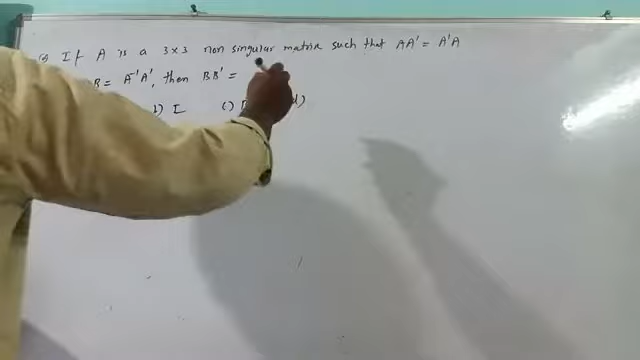 If A is a 3×3 non singular matrix such that AA' = A'A
B = A⁻¹A', then BB' =
b) I c) d)